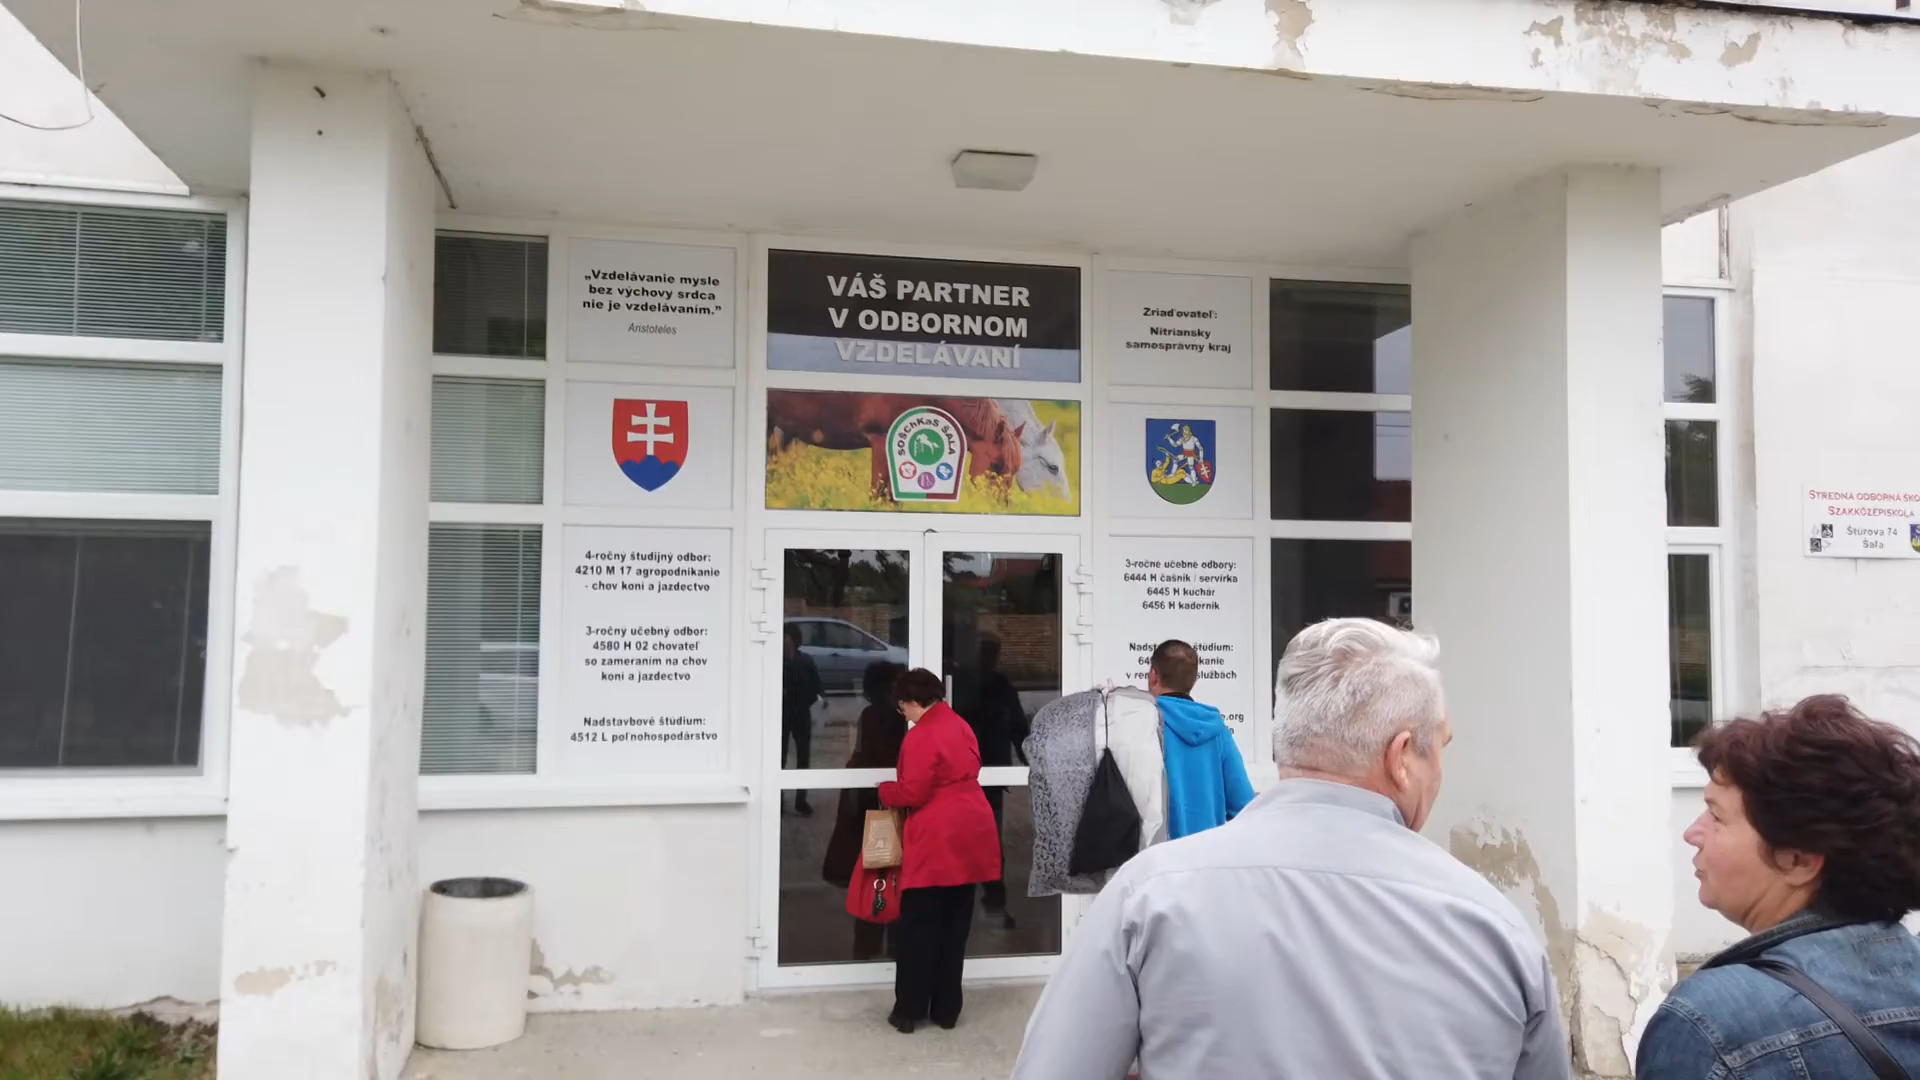 „Vzdelávanie mysle
bez výchovy srdca
nie je vzdelávaním.”
Aristoteles
VÁŠ PARTNER
V ODBORNOM
VZDELÁVANÍ
Zriaďovateľ:
Nitriansky
samosprávny kraj
SOŠChKaS ŠAĽA
4-ročný študijný odbor:
4210 M 17 agropodnikanie
- chov koní a jazdectvo
3-ročný učebný odbor:
4580 H 02 chovateľ
so zameraním na chov
koní a jazdectvo
Nadstavbové štúdium:
4512 L poľnohospodárstvo
3-ročné učebné odbory:
6444 H čašník / servírka
6445 H kuchár
6456 H kaderník
štúdium:
službách
STREDNÁ ODBORNÁ
SZAKKÖZÉPISKOLA
Štúrova 74
Šaľa